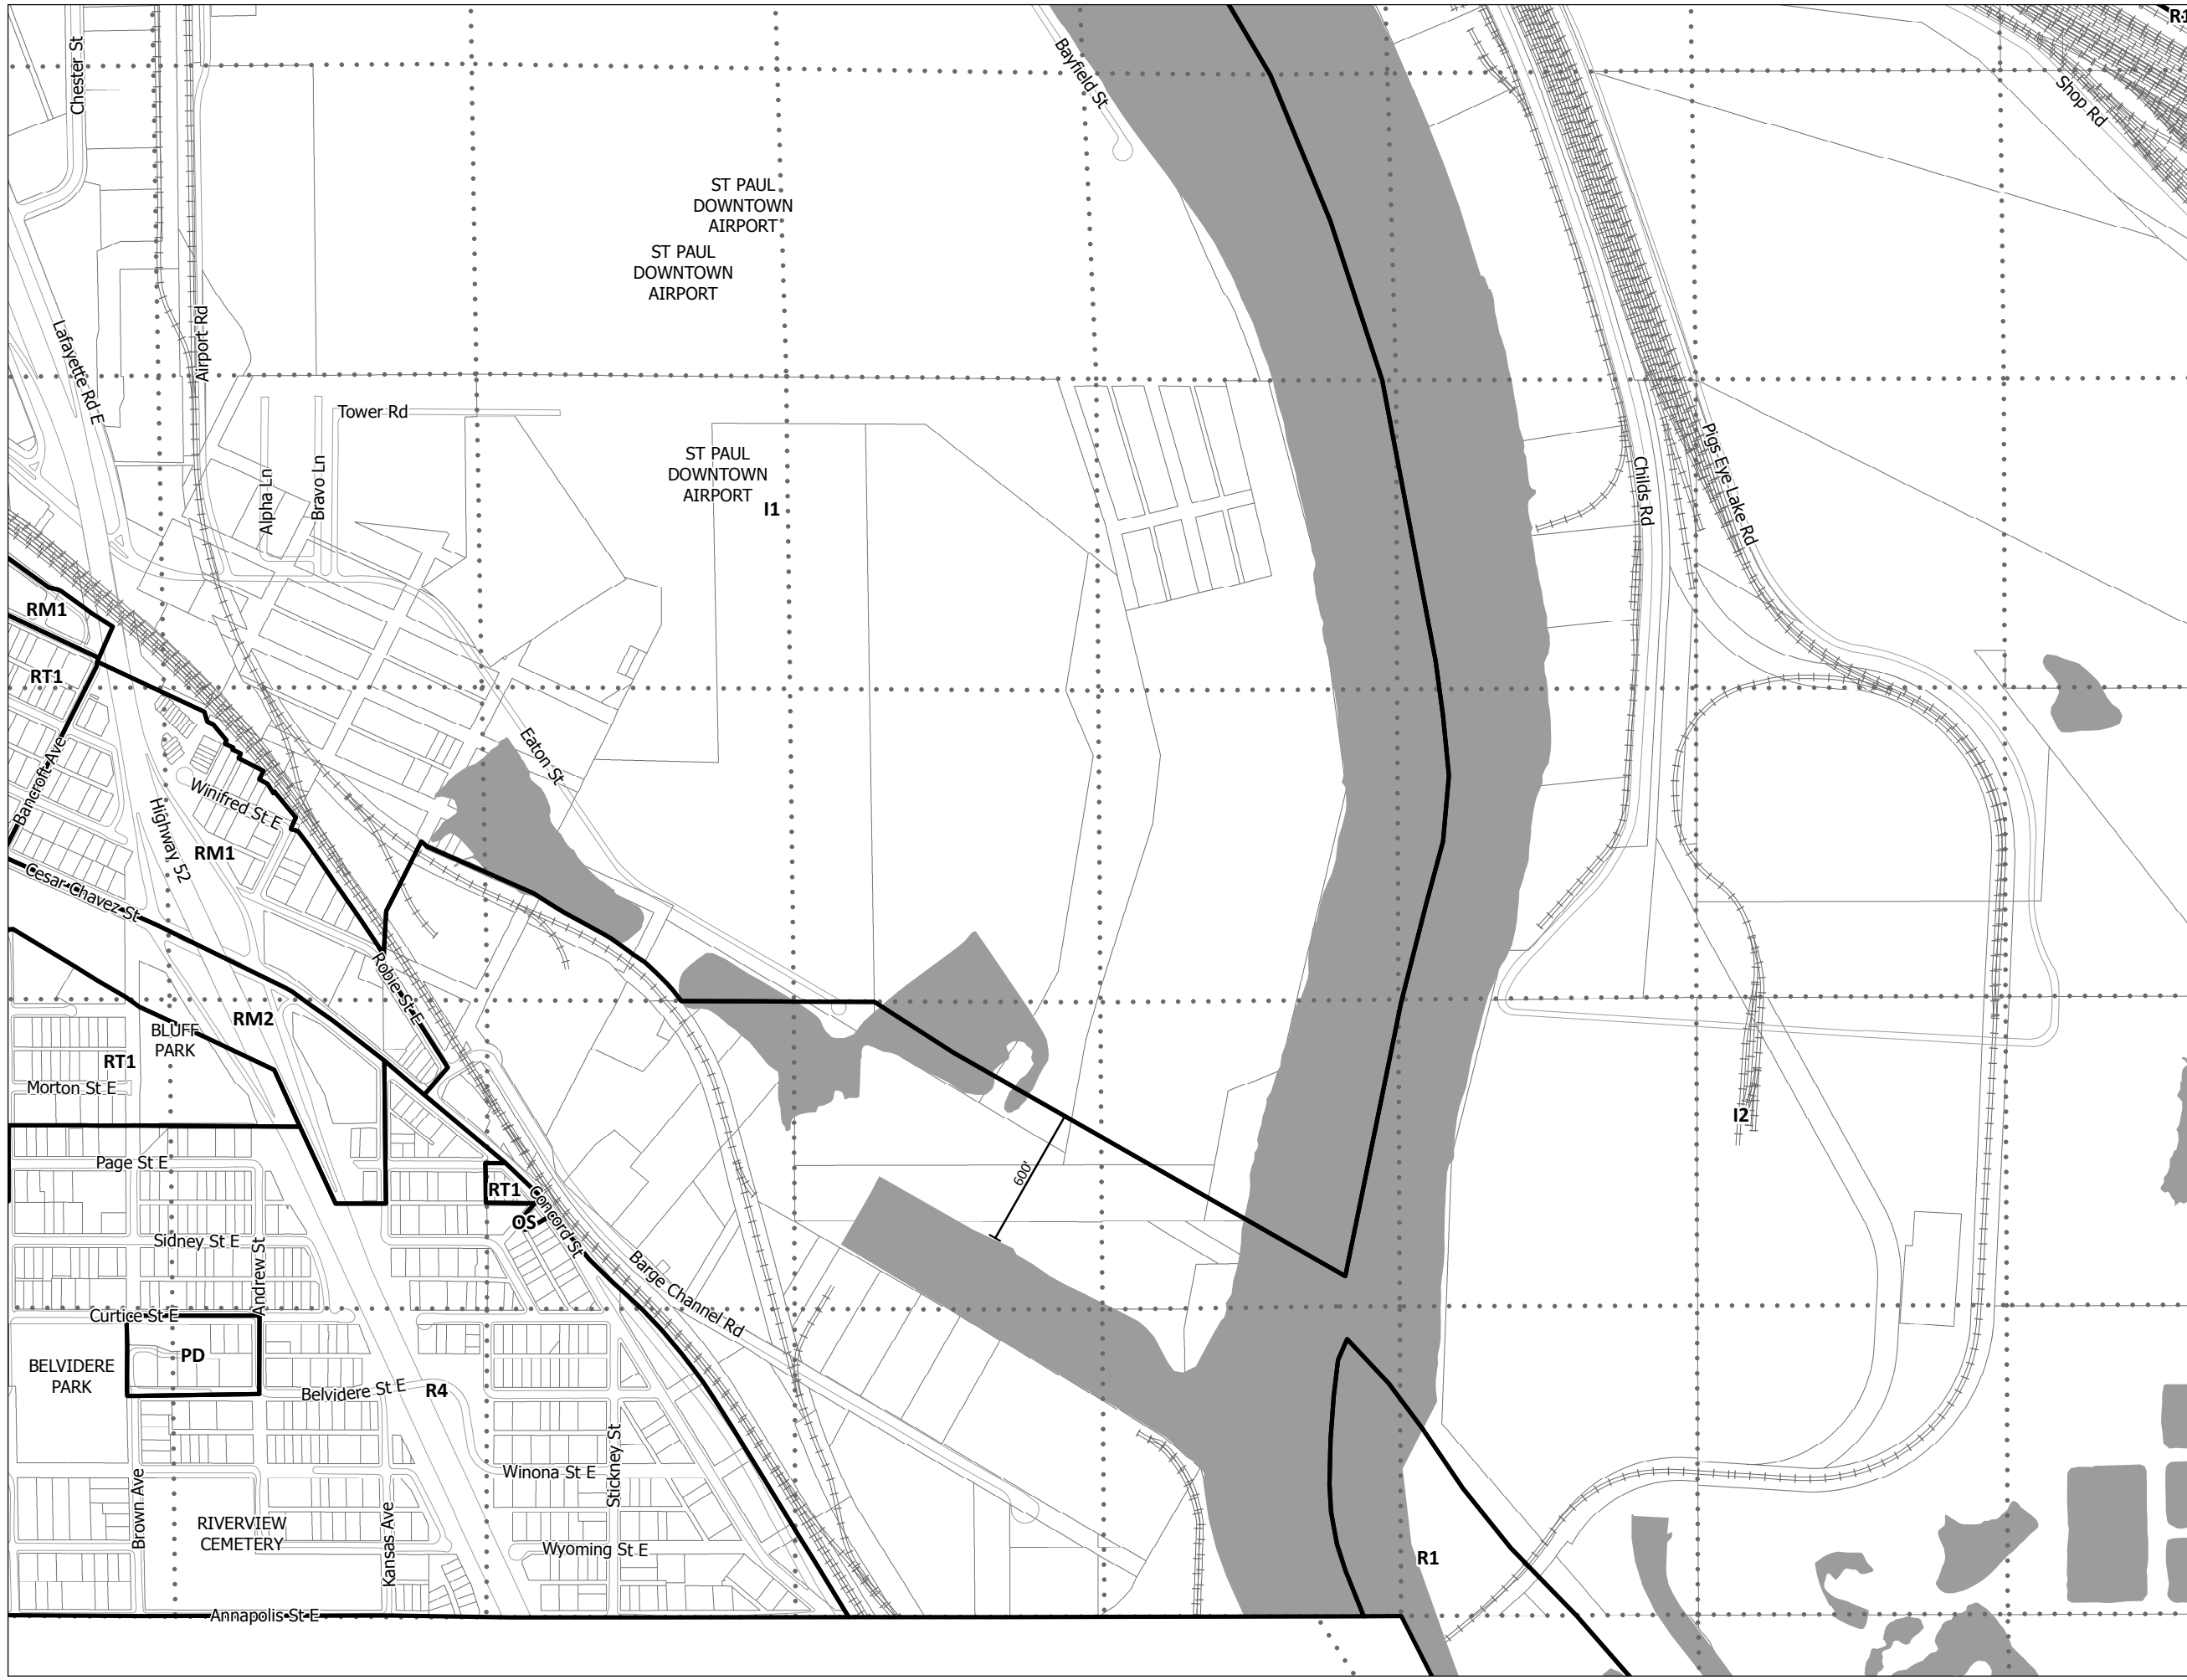 Chester St
Bayfield St
R1
Shop Rd
ST PAUL
DOWNTOWN
AIRPORT
ST PAUL
DOWNTOWN
AIRPORT
Lafayette Rd E
Airport Rd
Tower Rd
Alpha Ln
Bravo Ln
ST PAUL
DOWNTOWN
AIRPORT
I1
Childs Rd
Pigs Eye Lake Rd
RM1
RT1
Bancroft Ave
Eaton St
Winifred St E
Highway 52
RM1
Cesar Chavez St
Robie St E
RM2
BLUFF
PARK
RT1
Morton St E
I2
Page St E
600'
RT1
OS
Concord St
Sidney St E
Andrew St
Barge Channel Rd
Curtice St E
PD
BELVIDERE
PARK
Belvidere St E
R4
Stickney St
Winona St E
Brown Ave
Kansas Ave
RIVERVIEW
CEMETERY
Wyoming St E
R1
Annapolis St E